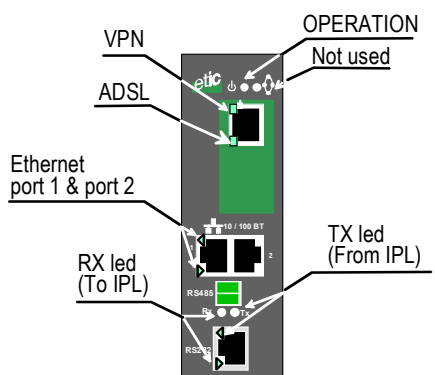 OPERATION
VPN
Not used
etic
ADSL
Ethernet
port 1 & port 2
10 / 100 BT
1
2
TX led
(From IPL)
RX led
(To IPL)
RS485
Rx
Tx
RS232